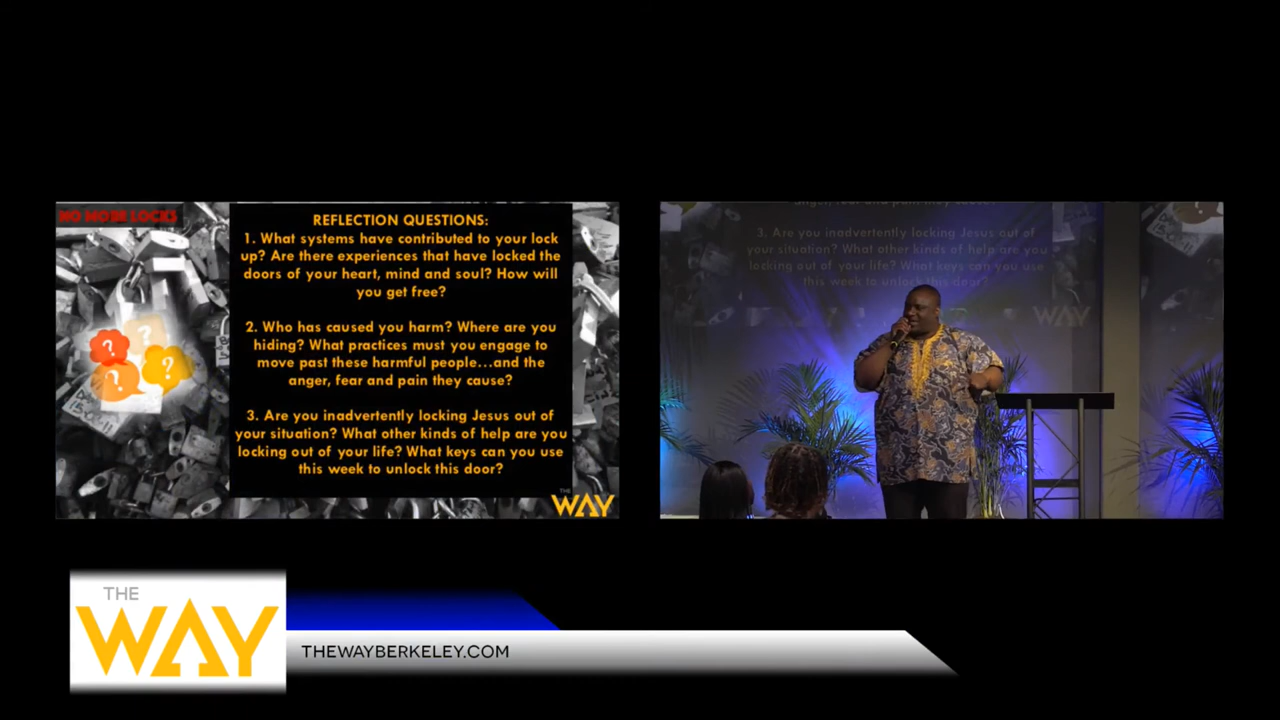 NO MORE LOCKS
REFLECTION QUESTIONS:
1. What systems have contributed to your lock
up? Are there experiences that have locked the
doors of your heart, mind and soul? How will
you get free?
2. Who has caused you harm? Where are you
hiding? What practices must you engage to
move past these harmful people...and the
anger, fear and pain they cause?
3. Are you inadvertently locking Jesus out of
your situation? What other kinds of help are you
locking out of your life? What keys can you use
this week to unlock this door?
THE
WAY
anger, fear and pain they cause?
3. Are you inadvertently locking Jesus out of
your situation? What other kinds of help are you
locking out of your life? What keys can you use
this week to unlock this door?
WAY
THE
WAY
THEWAYBERKELEY.COM